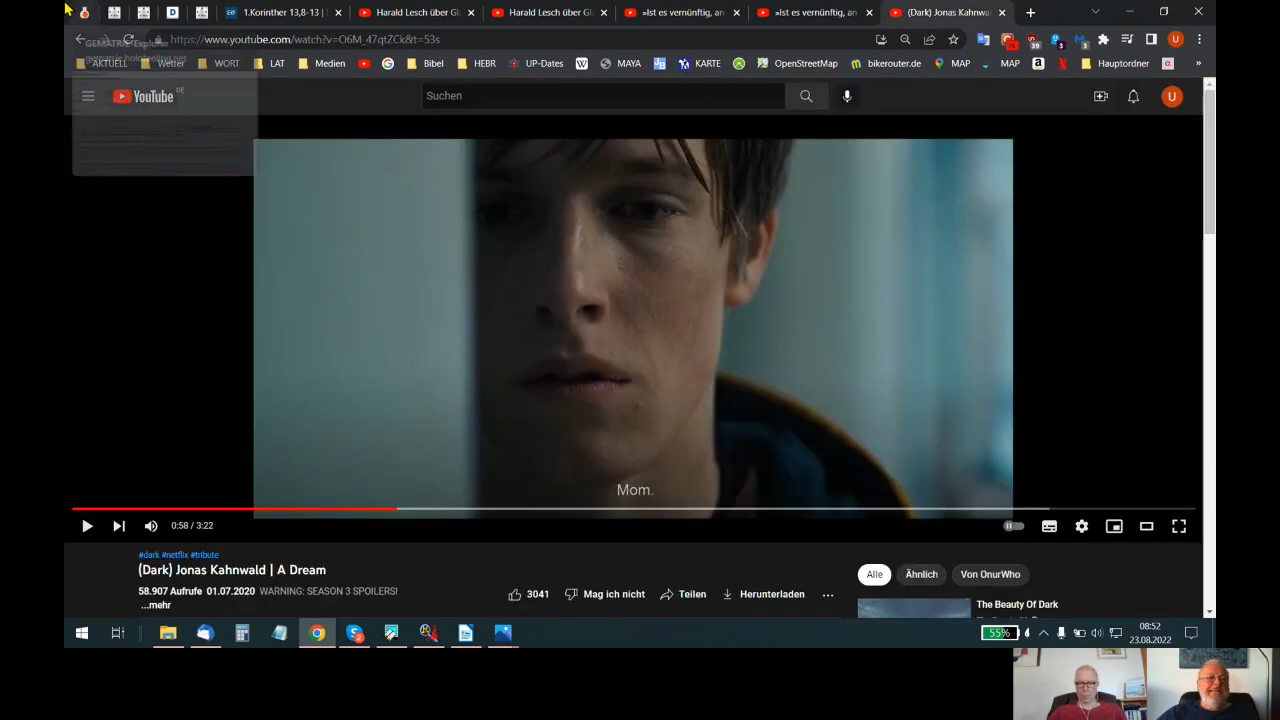 1.Korinther 13,8-13 |
Harald Lesch über Gl
Harald Lesch über Gl
»Ist es vernünftig, an
»Ist es vernünftig, an
(Dark) Jonas Kahnwa
https://www.youtube.com/watch?v=O6M_47qtZCk&t=53s
GEMATRIE Explorer
AKTUELL
Wetter
WORT
LAT
Medien
Bibel
HEBR
UP-Dates
MAYA
KARTE
OpenStreetMap
bikerouter.de
MAP
MAP
Hauptordner
YouTube DE
Suchen
U
Mom.
0:58 / 3:22
#dark #netflix #tribute
(Dark) Jonas Kahnwald | A Dream
58.907 Aufrufe 01.07.2020 WARNING: SEASON 3 SPOILERS!
...mehr
3041
Mag ich nicht
Teilen
Herunterladen
Alle
Ähnlich
Von OnurWho
The Beauty Of Dark
55%
08:52
23.08.2022